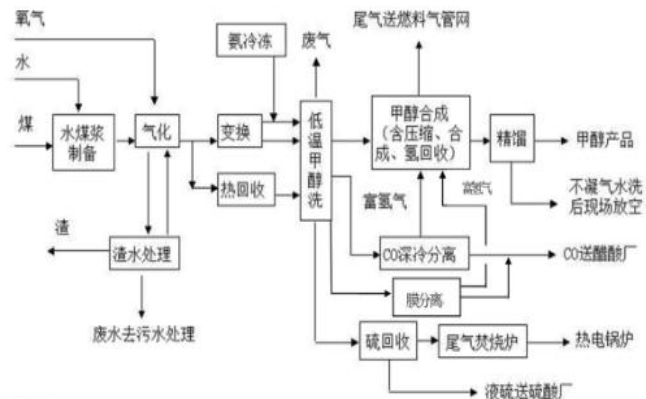 氧气
水
煤
水煤浆
制备
气化
渣
渣水处理
废水去污水处理
氨冷冻
变换
热回收
废气
低温甲醇洗
尾气送燃料气管网
甲醇合成
(含压缩、合
成、氢回收)
精馏
甲醇产品
不凝气水洗
后现场放空
富氢气
富氢气
CO深冷分离
CO送醋酸厂
膜分离
硫回收
尾气焚烧炉
热电锅炉
液硫送硫酸厂